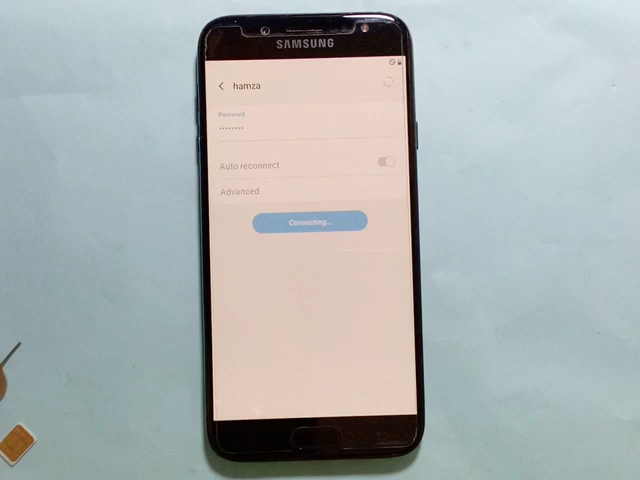 SAMSUNG
hamza
Password
••••••••
Auto reconnect
Advanced
Connecting...